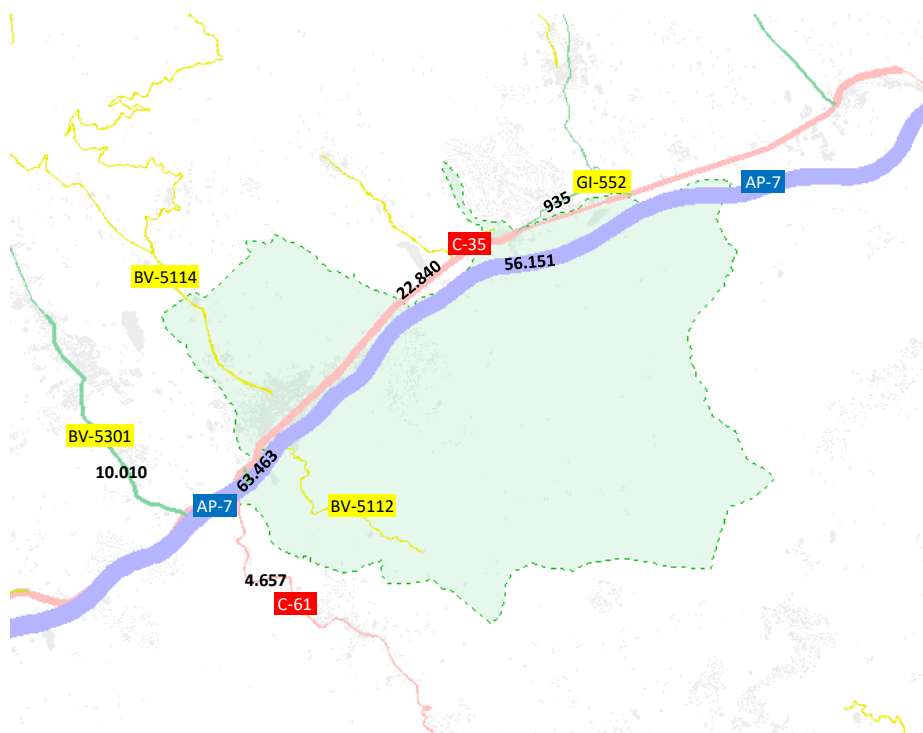 GI-552
AP-7
935
C-35
56.151
BV-5114
22.840
BV-5301
10.010
63.463
AP-7
BV-5112
4.657
C-61